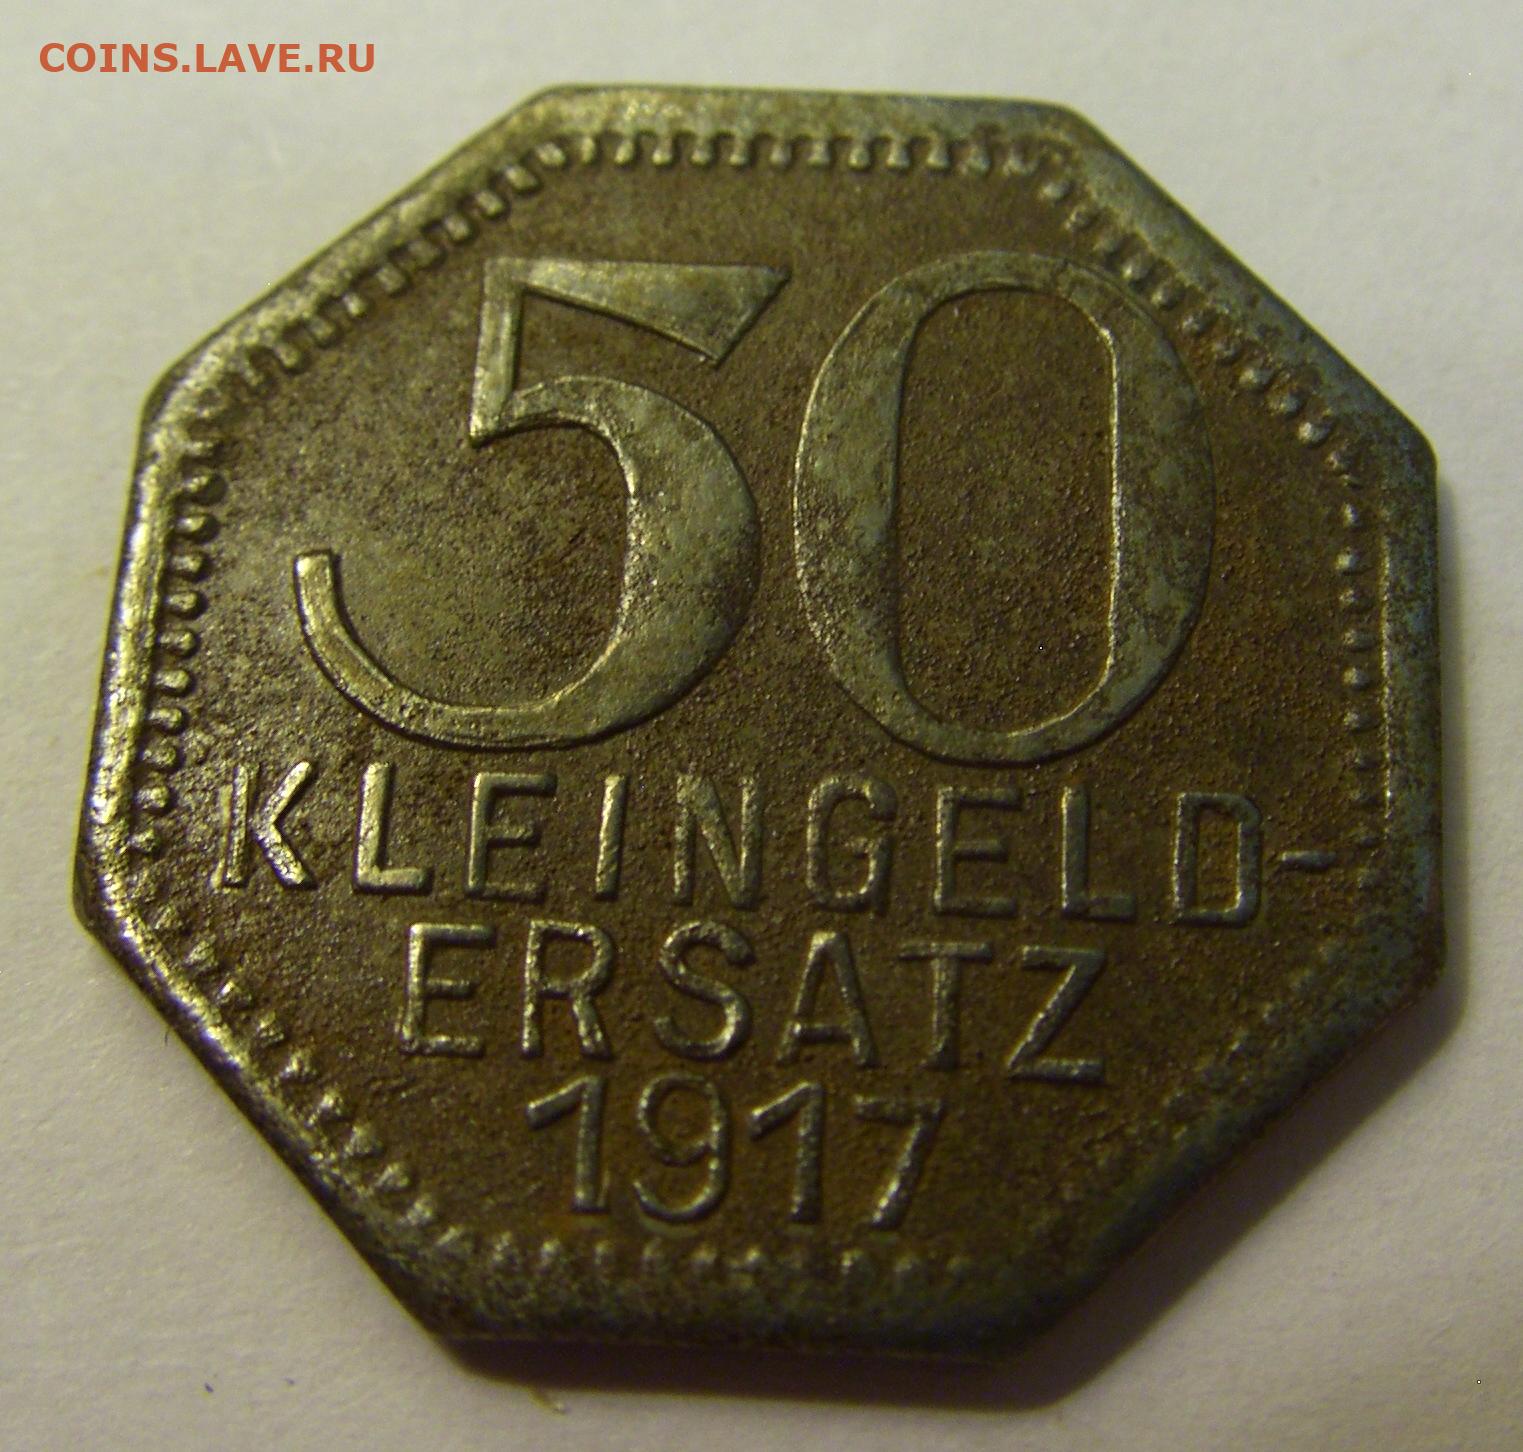 COINS.LAVE.RU
50
KLEINGELD-
ERSATZ
1917